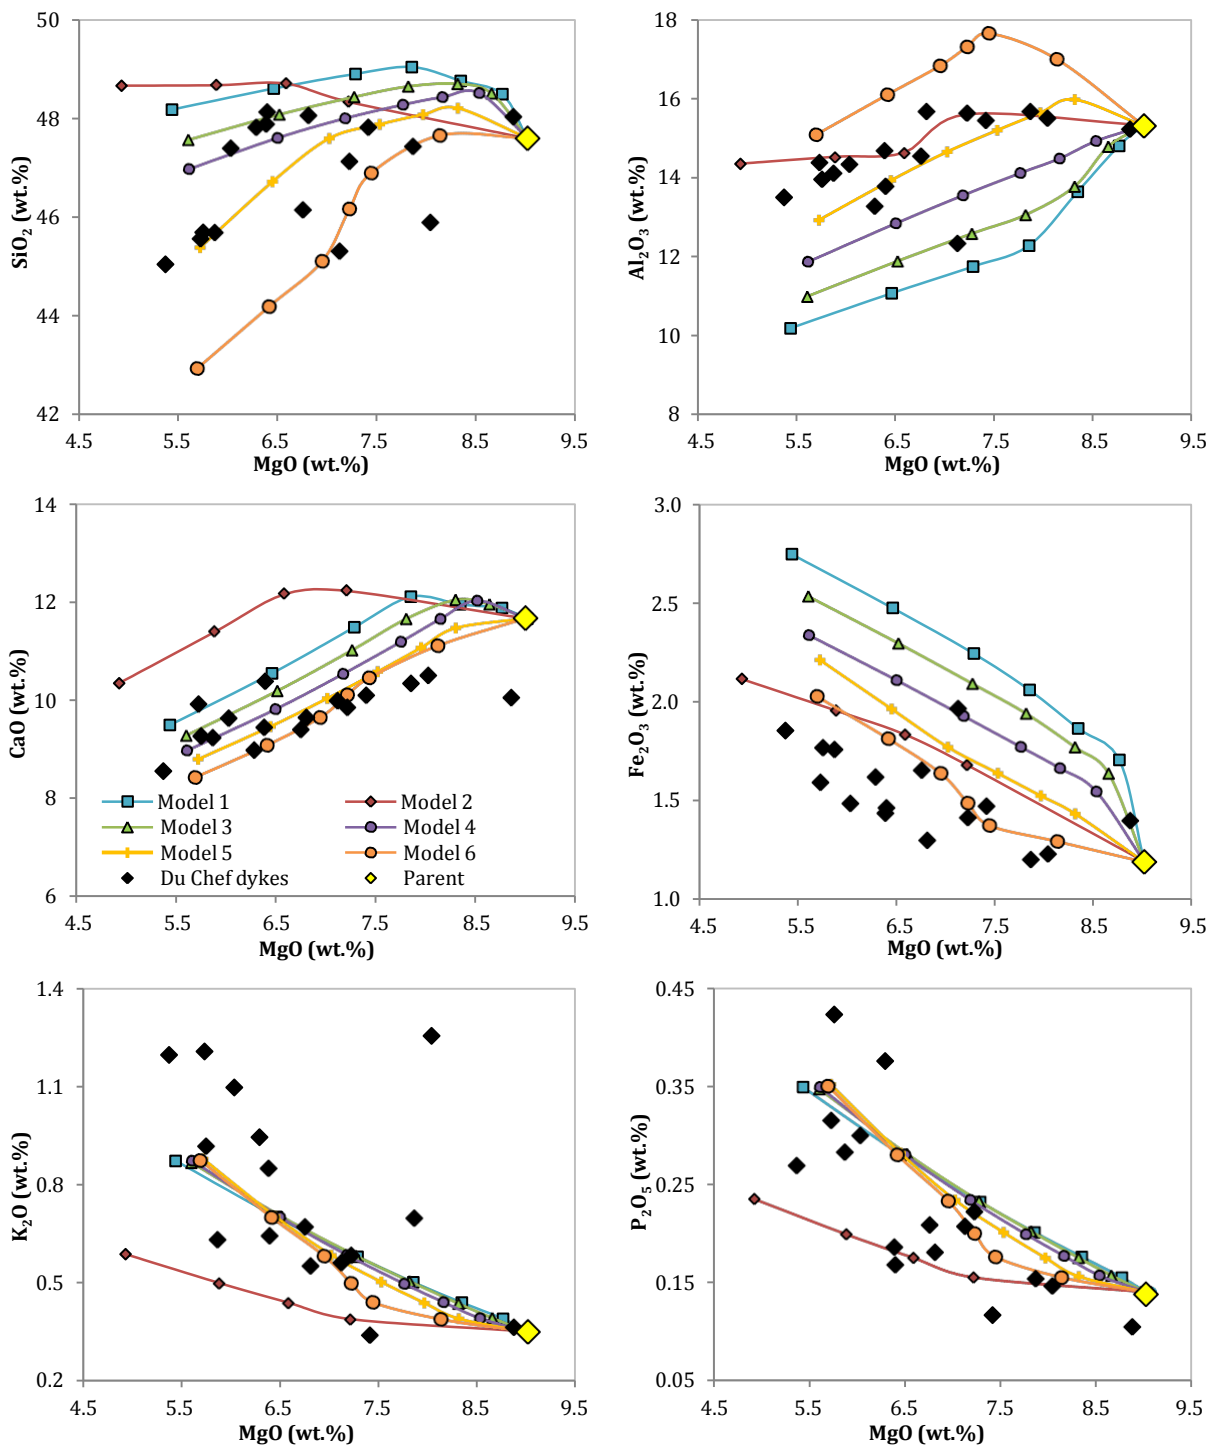 50
48
46
44
42
SiO₂ (wt.%)
4.5 5.5 6.5 7.5 8.5 9.5
MgO (wt.%)
18
16
14
12
10
8
Al₂O₃ (wt.%)
4.5 5.5 6.5 7.5 8.5 9.5
MgO (wt.%)
14
12
10
8
6
CaO (wt.%)
Model 1 Model 2
Model 3 Model 4
Model 5 Model 6
Du Chef dykes Parent
4.5 5.5 6.5 7.5 8.5 9.5
MgO (wt.%)
3.0
2.5
2.0
1.5
1.0
Fe₂O₃ (wt.%)
4.5 5.5 6.5 7.5 8.5 9.5
MgO (wt.%)
1.4
1.1
0.8
0.5
0.2
K₂O (wt.%)
4.5 5.5 6.5 7.5 8.5 9.5
MgO (wt.%)
0.45
0.35
0.25
0.15
0.05
P₂O₅ (wt.%)
4.5 5.5 6.5 7.5 8.5 9.5
MgO (wt.%)